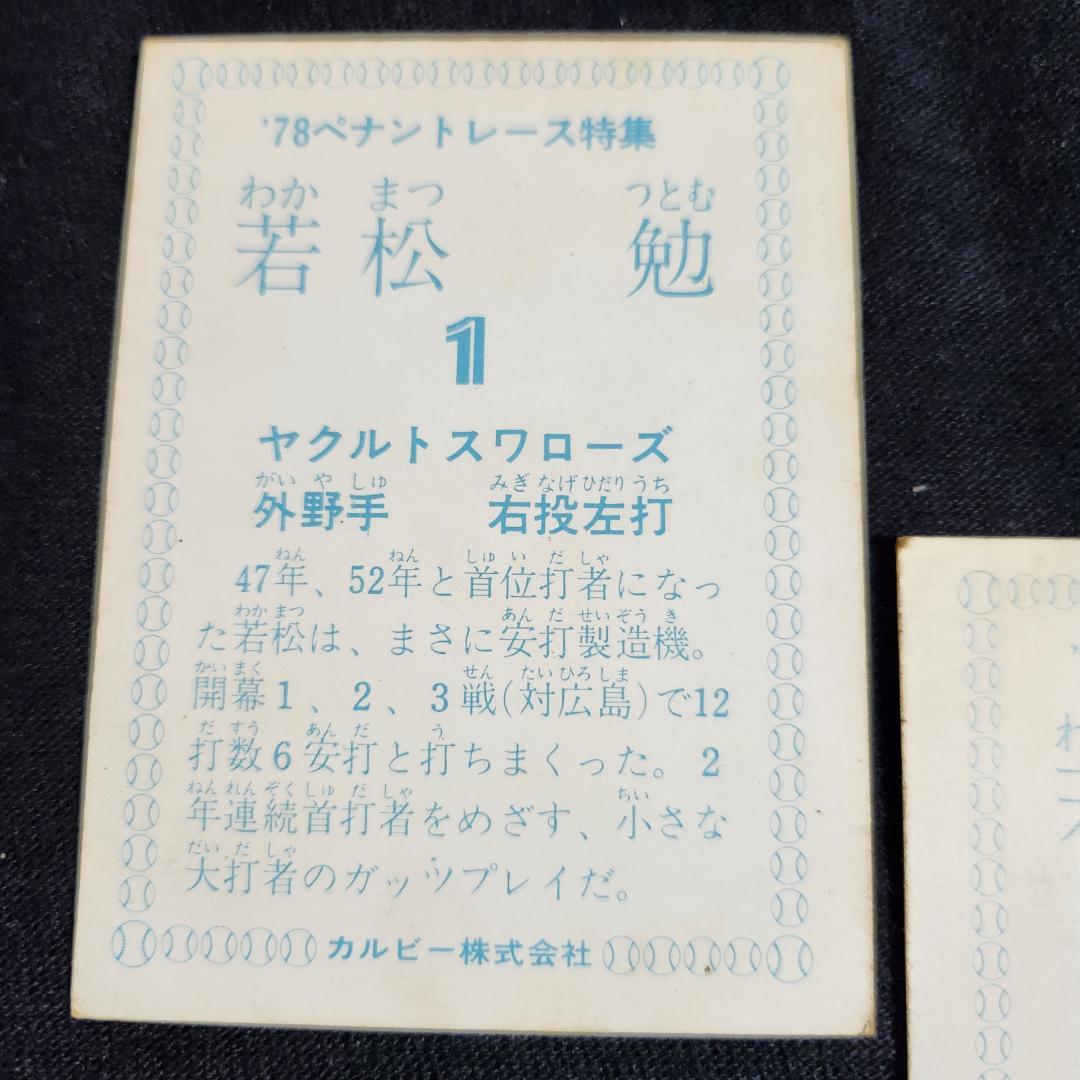 '78ペナントレース特集
わか まつ つとむ
若松 勉
1
ヤクルトスワローズ
がい や しゅ みぎ なげ ひだり うち
外野手 右投左打
ねん ねん しゅ い だ しゃ
47年、52年と首位打者になっ
わか まつ あん だ せい ぞう き
た若松は、まさに安打製造機。
かい まく せん たい ひろ しま
開幕1、2、3戦(対広島)で12
だ すう あん だ う
打数6安打と打ちまくった。2
ねん れん ぞく しゅ だ しゃ ちい
年連続首打者をめざす、小さな
だい だ しゃ
大打者のガッツプレイだ。
カルビー株式会社